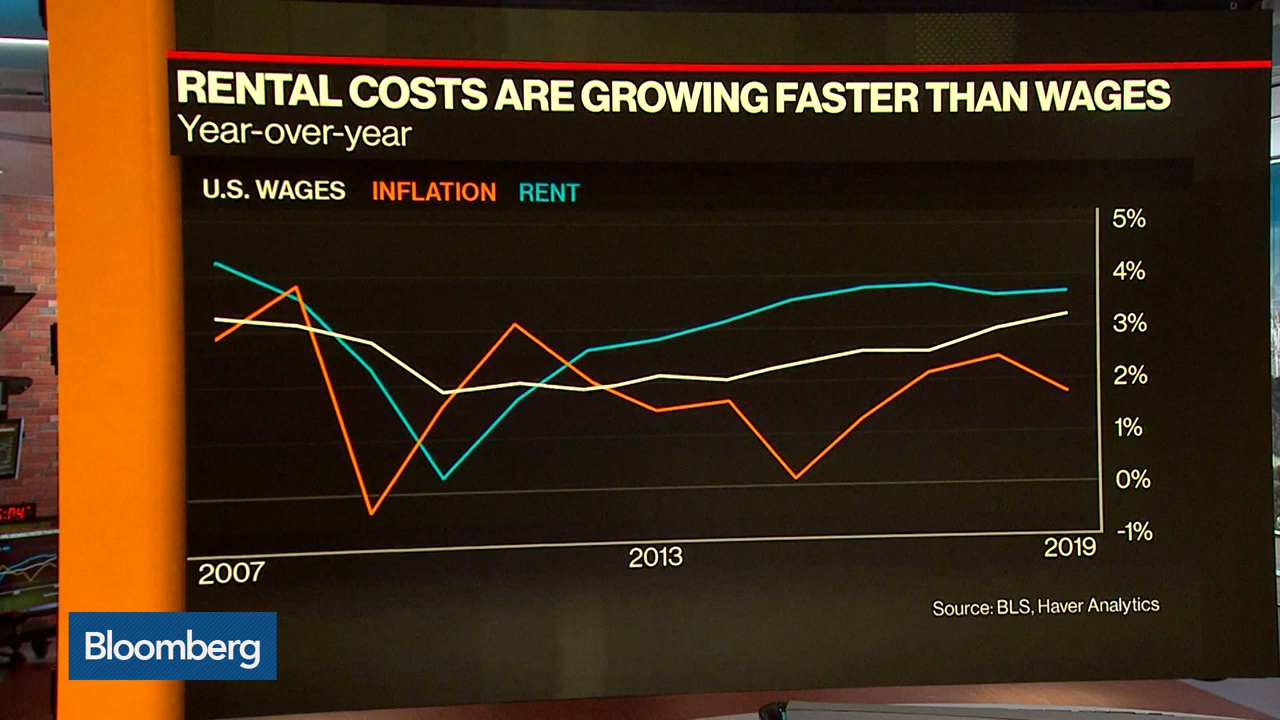 RENTAL COSTS ARE GROWING FASTER THAN WAGES
Year-over-year
U.S. WAGES INFLATION RENT
5%
4%
3%
2%
1%
0%
-1%
2007 2013 2019
Source: BLS, Haver Analytics
Bloomberg